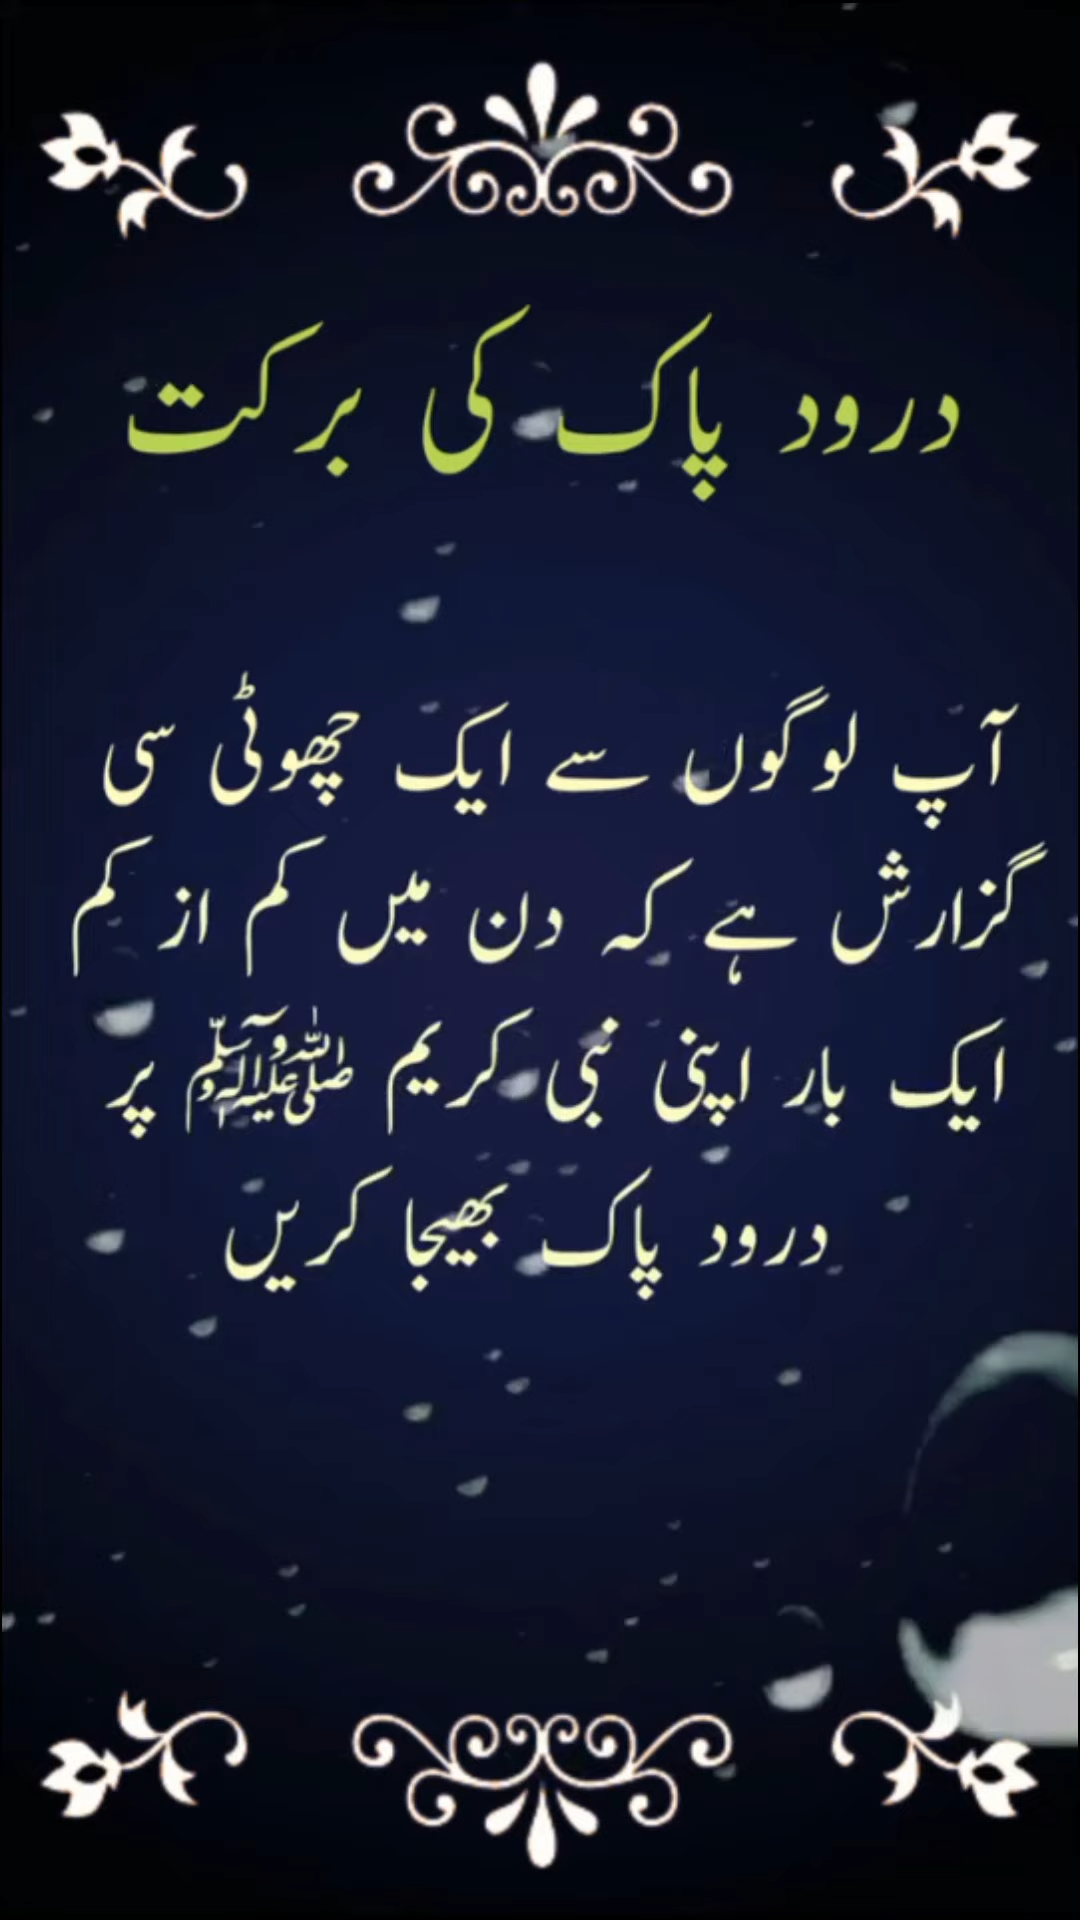 درود پاک کی برکت
آپ لوگوں سے ایک چھوٹی سی
گزارش ہے کہ دن میں کم از کم
ایک بار اپنی نبی کریم ﷺ پر
درود پاک بھیجا کریں